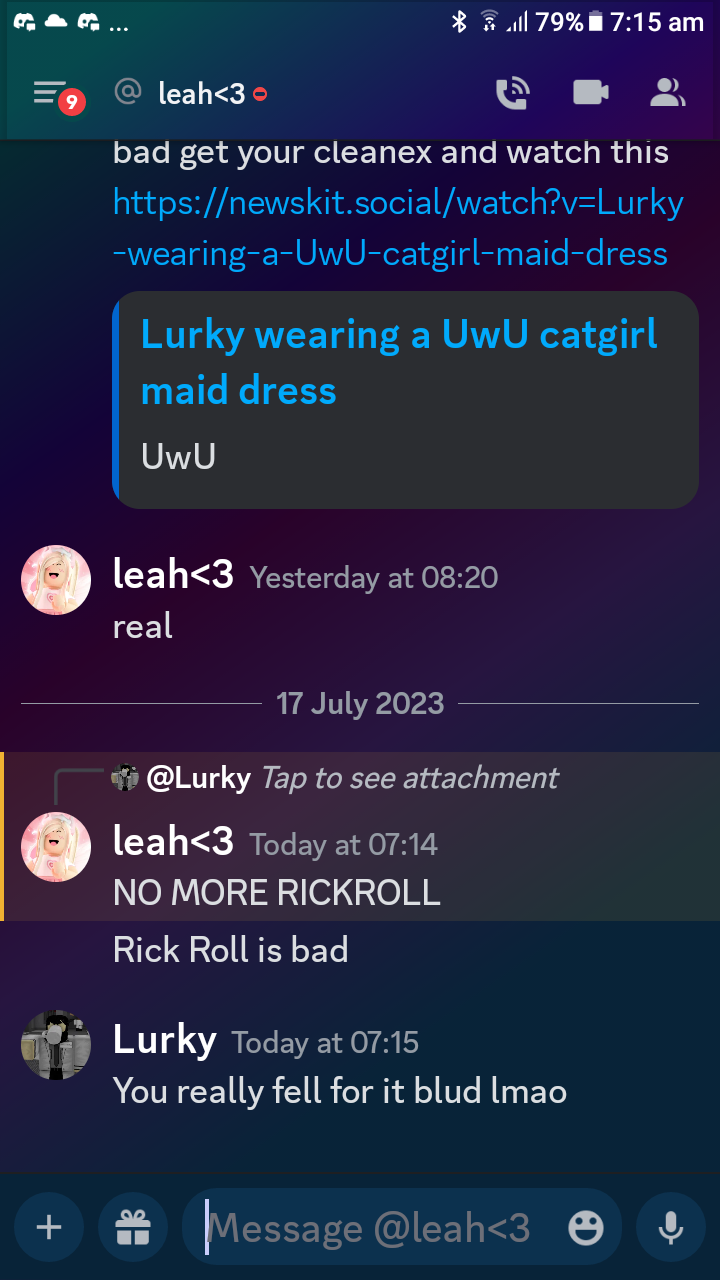 ... 79% 7:15 am
9 @ leah<3
bad get your cleanex and watch this
https://newskit.social/watch?v=Lurky
-wearing-a-UwU-catgirl-maid-dress
Lurky wearing a UwU catgirl
maid dress
UwU
leah<3 Yesterday at 08:20
real
17 July 2023
@Lurky Tap to see attachment
leah<3 Today at 07:14
NO MORE RICKROLL
Rick Roll is bad
Lurky Today at 07:15
You really fell for it blud lmao
Message @leah<3